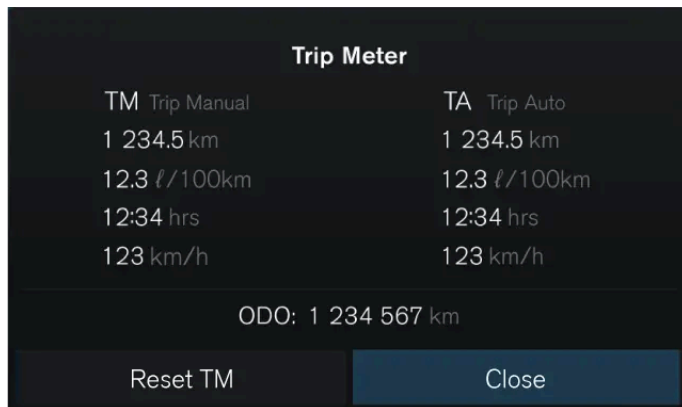 Trip Meter
TM Trip Manual
TA Trip Auto
1 234.5 km
1 234.5 km
12.3 ℓ/100km
12.3 ℓ/100km
12:34 hrs
12:34 hrs
123 km/h
123 km/h
ODO: 1 234 567 km
Reset TM
Close